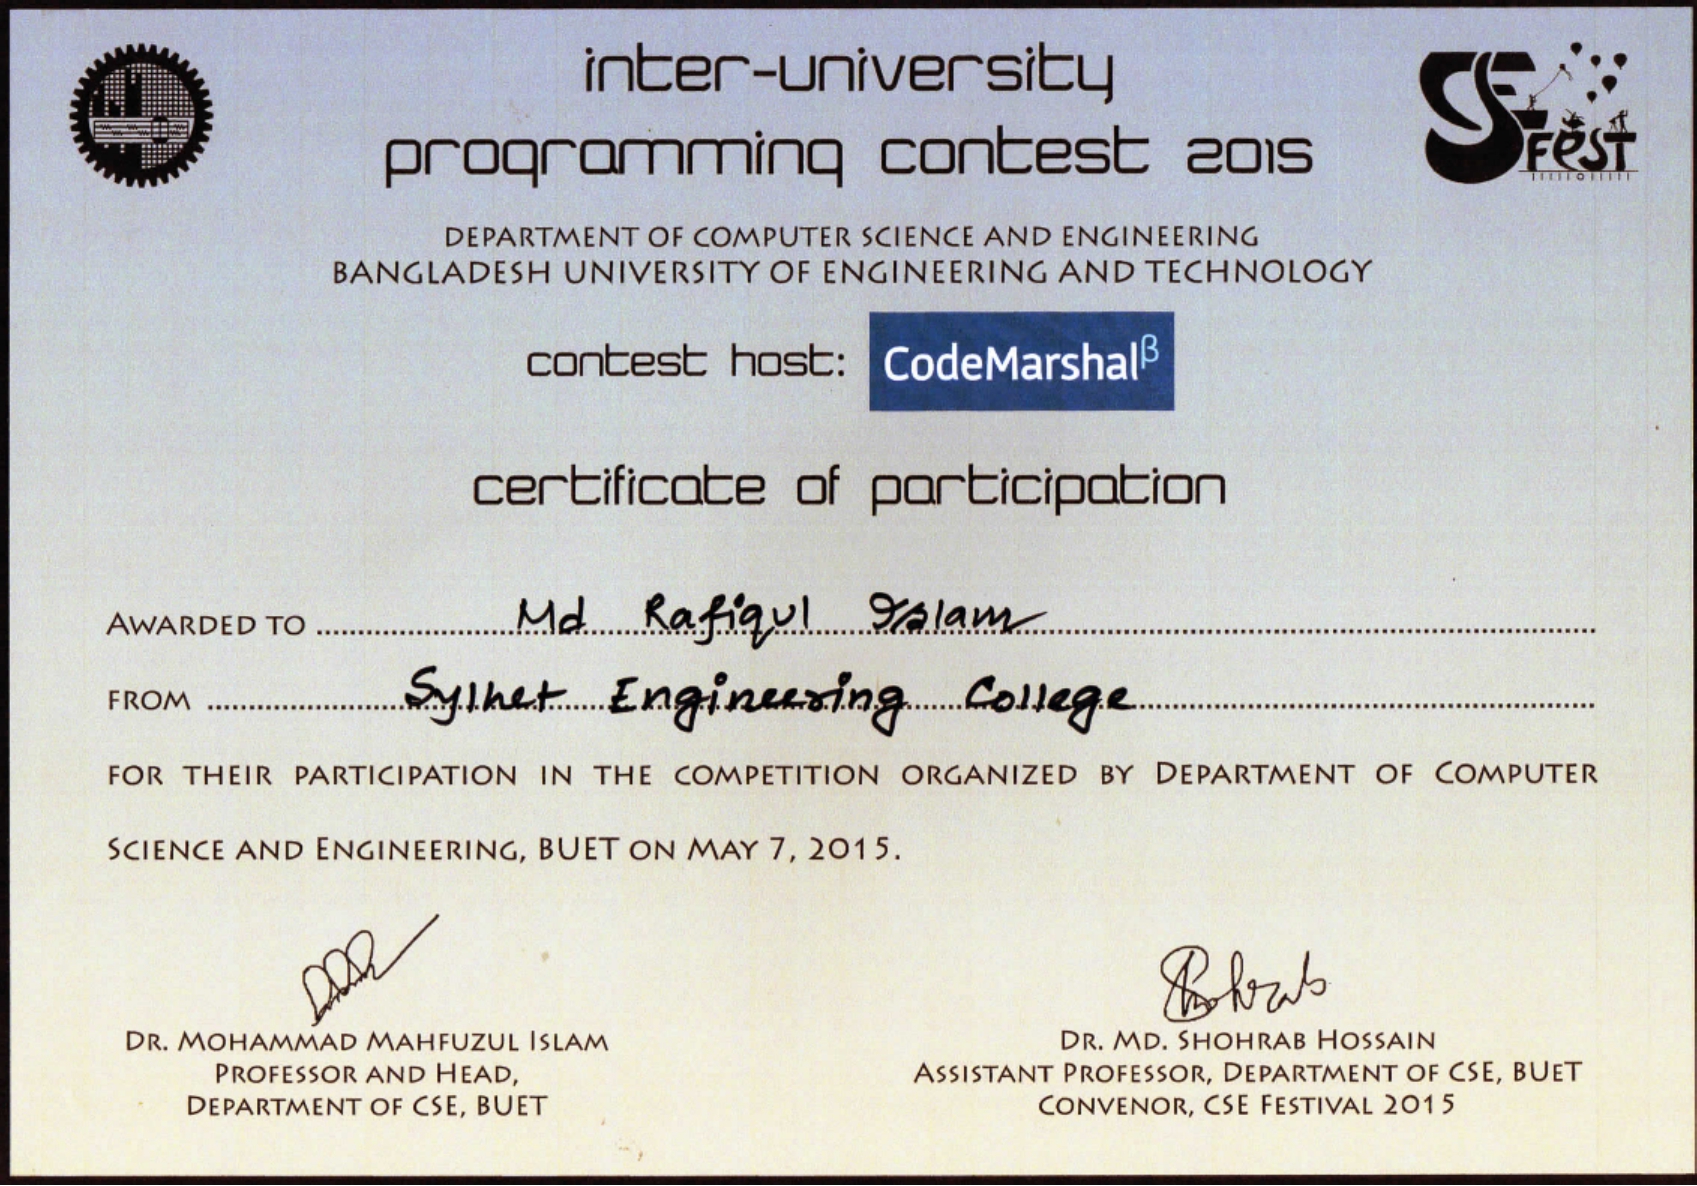 inter-university
programming contest 2015
CSE FEST
DEPARTMENT OF COMPUTER SCIENCE AND ENGINEERING
BANGLADESH UNIVERSITY OF ENGINEERING AND TECHNOLOGY
contest host: CodeMarshalβ
certificate of participation
AWARDED TO Md Rafiqul Islam
FROM Sylhet Engineering College
FOR THEIR PARTICIPATION IN THE COMPETITION ORGANIZED BY DEPARTMENT OF COMPUTER
SCIENCE AND ENGINEERING, BUET ON MAY 7, 2015.
Shohrab
DR. MOHAMMAD MAHFUZUL ISLAM
PROFESSOR AND HEAD,
DEPARTMENT OF CSE, BUET
DR. MD. SHOHRAB HOSSAIN
ASSISTANT PROFESSOR, DEPARTMENT OF CSE, BUET
CONVENOR, CSE FESTIVAL 2015